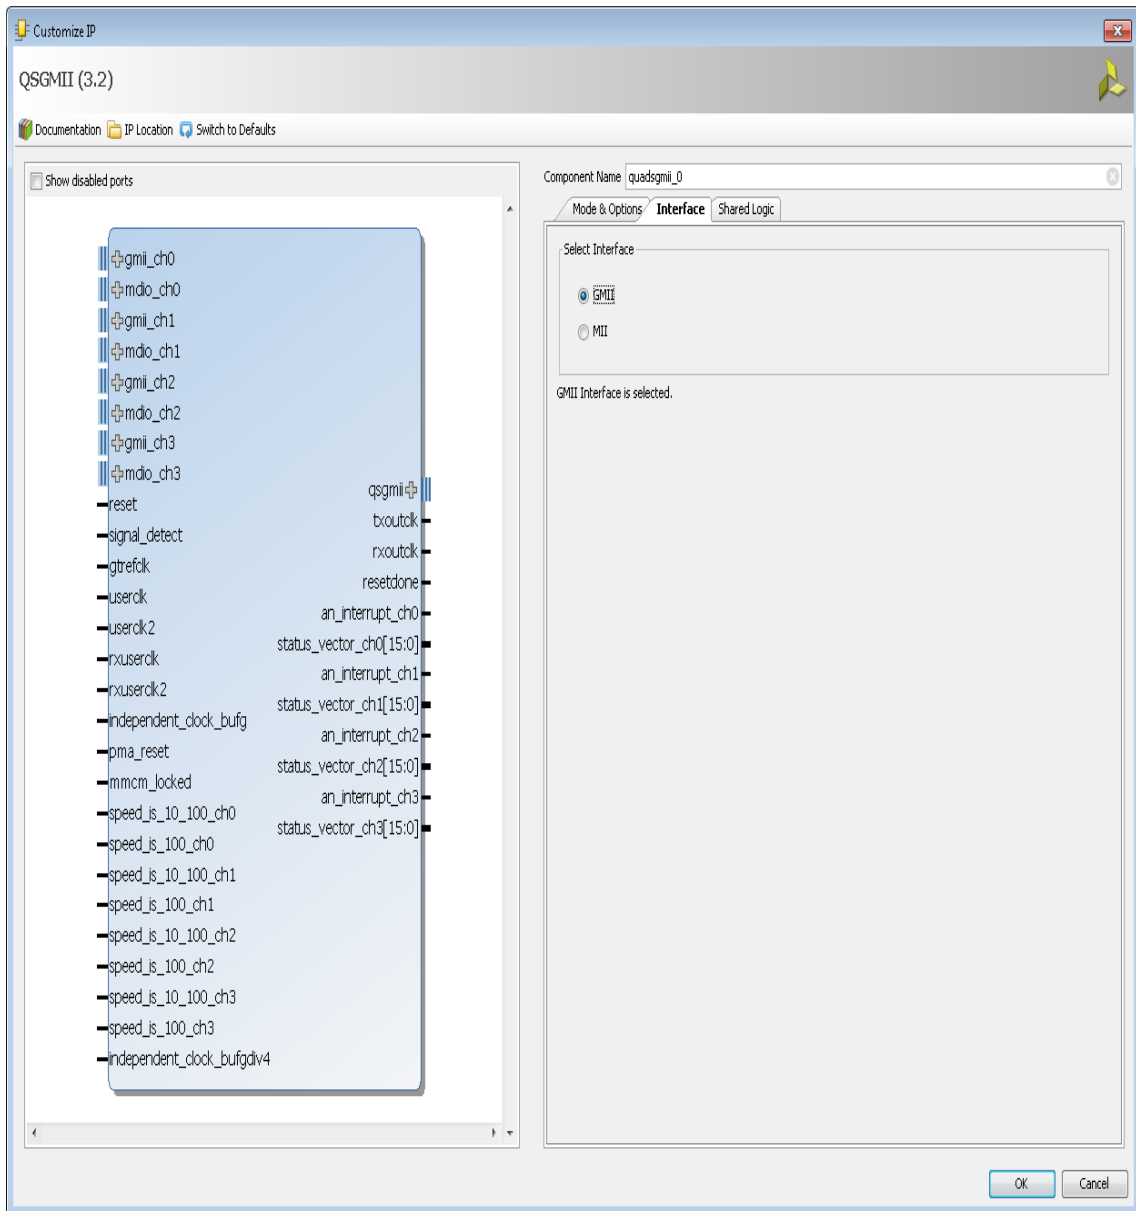 Customize IP
QSGMII (3.2)
Documentation IP Location Switch to Defaults
Show disabled ports
gmii_ch0
mdio_ch0
gmii_ch1
mdio_ch1
gmii_ch2
mdio_ch2
gmii_ch3
mdio_ch3
reset
signal_detect
gtrefclk
userclk
userclk2
rxuserclk
rxuserclk2
independent_clock_bufg
pma_reset
mmcm_locked
speed_is_10_100_ch0
speed_is_100_ch0
speed_is_10_100_ch1
speed_is_100_ch1
speed_is_10_100_ch2
speed_is_100_ch2
speed_is_10_100_ch3
speed_is_100_ch3
independent_clock_bufgdiv4
qsgmii
txoutclk
rxoutclk
resetdone
an_interrupt_ch0
status_vector_ch0[15:0]
an_interrupt_ch1
status_vector_ch1[15:0]
an_interrupt_ch2
status_vector_ch2[15:0]
an_interrupt_ch3
status_vector_ch3[15:0]
Component Name quadsgmii_0
Mode & Options Interface Shared Logic
Select Interface
GMII
MII
GMII Interface is selected.
OK Cancel